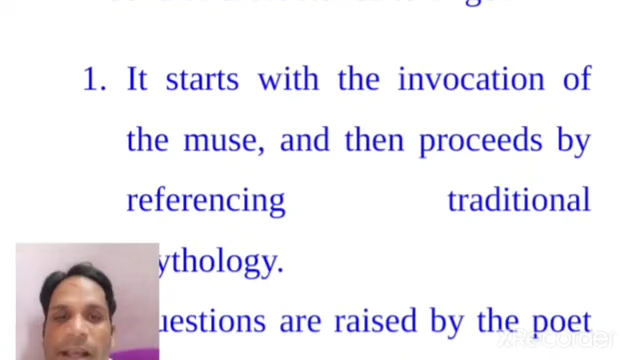 1. It starts with the invocation of
the muse, and then proceeds by
referencing traditional
ythology.
uestions are raised by the poet
XRecorder